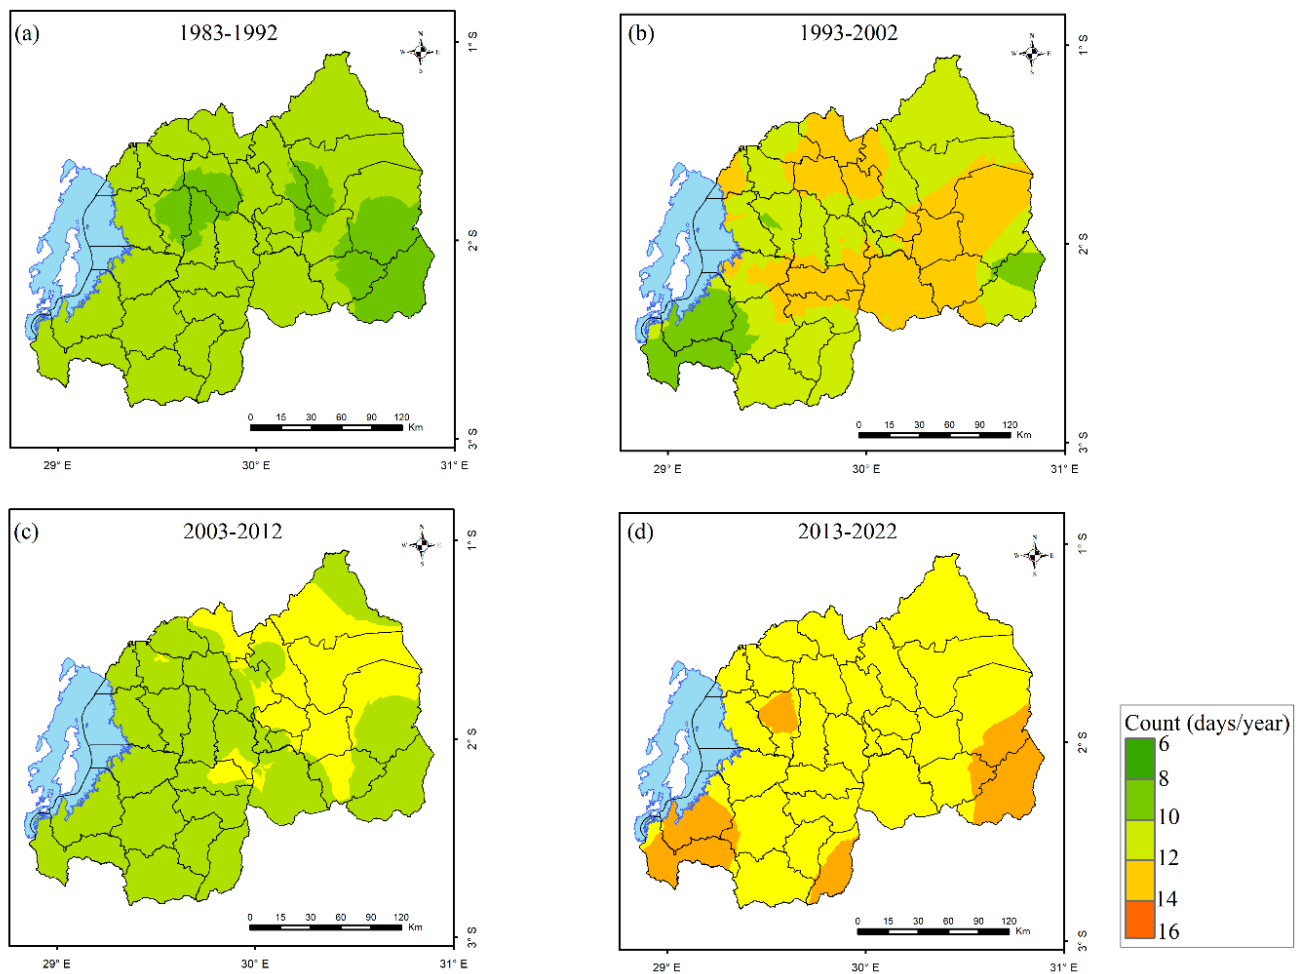 (a) 1983-1992
N
W E
S
1° S
2° S
3° S
0 15 30 60 90 120
Km
29° E 30° E 31° E
(b) 1993-2002
N
W E
S
1° S
2° S
3° S
0 15 30 60 90 120
Km
29° E 30° E 31° E
(c) 2003-2012
N
W E
S
1° S
2° S
3° S
0 15 30 60 90 120
Km
29° E 30° E 31° E
(d) 2013-2022
N
W E
S
1° S
2° S
3° S
0 15 30 60 90 120
Km
29° E 30° E 31° E
Count (days/year)
6
8
10
12
14
16